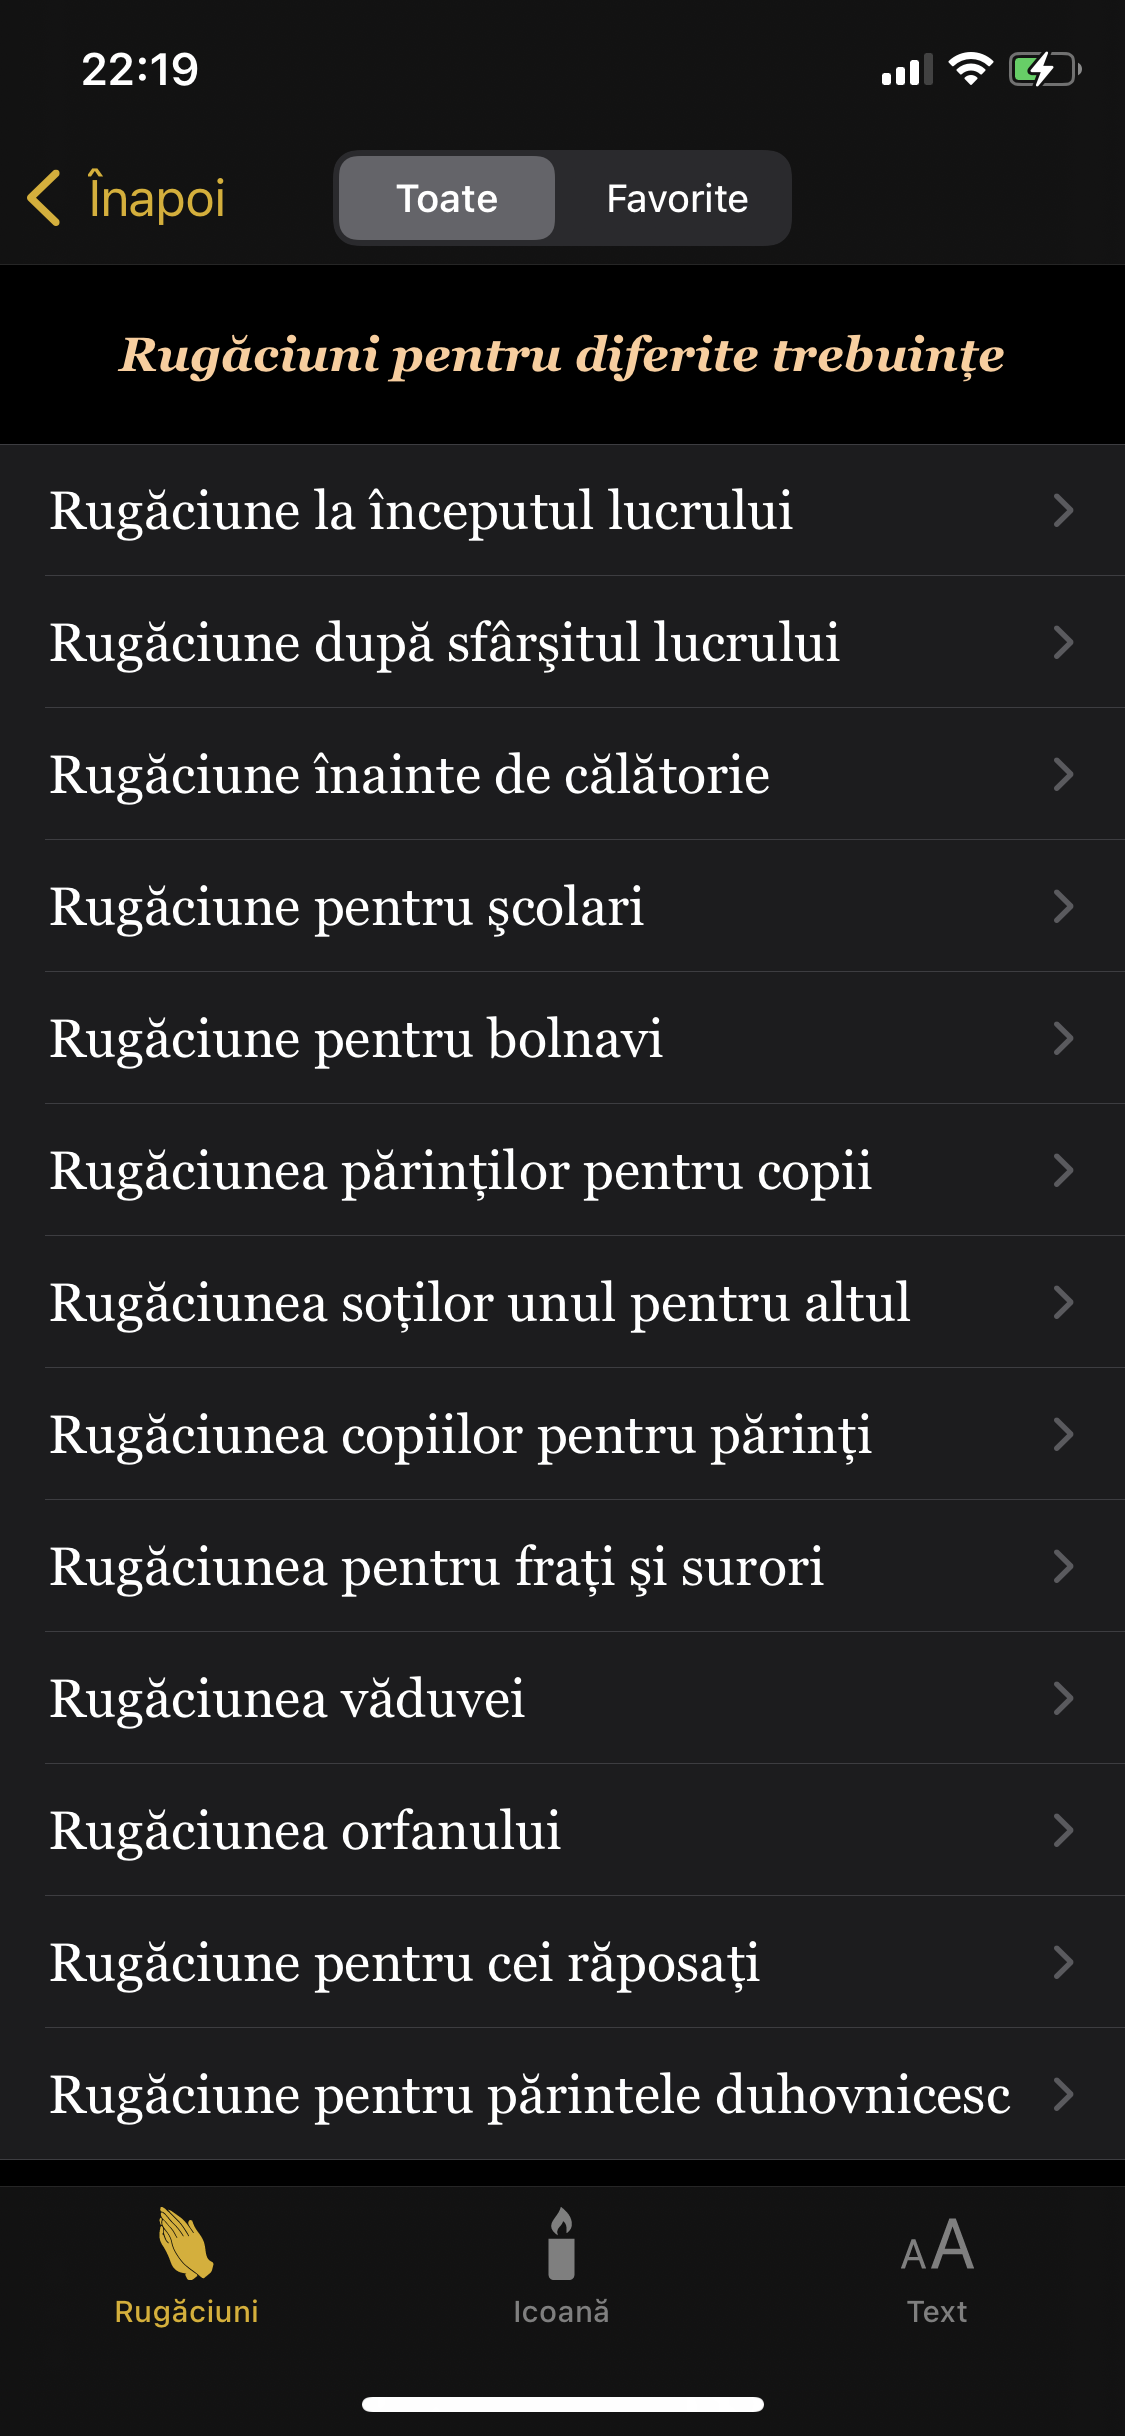 22:19
Înapoi
Toate
Favorite
Rugăciuni pentru diferite trebuințe
Rugăciune la începutul lucrului
Rugăciune după sfârşitul lucrului
Rugăciune înainte de călătorie
Rugăciune pentru şcolari
Rugăciune pentru bolnavi
Rugăciunea părinților pentru copii
Rugăciunea soților unul pentru altul
Rugăciunea copiilor pentru părinți
Rugăciunea pentru frați şi surori
Rugăciunea văduvei
Rugăciunea orfanului
Rugăciune pentru cei răposați
Rugăciune pentru părintele duhovnicesc
AA
Rugăciuni
Icoană
Text